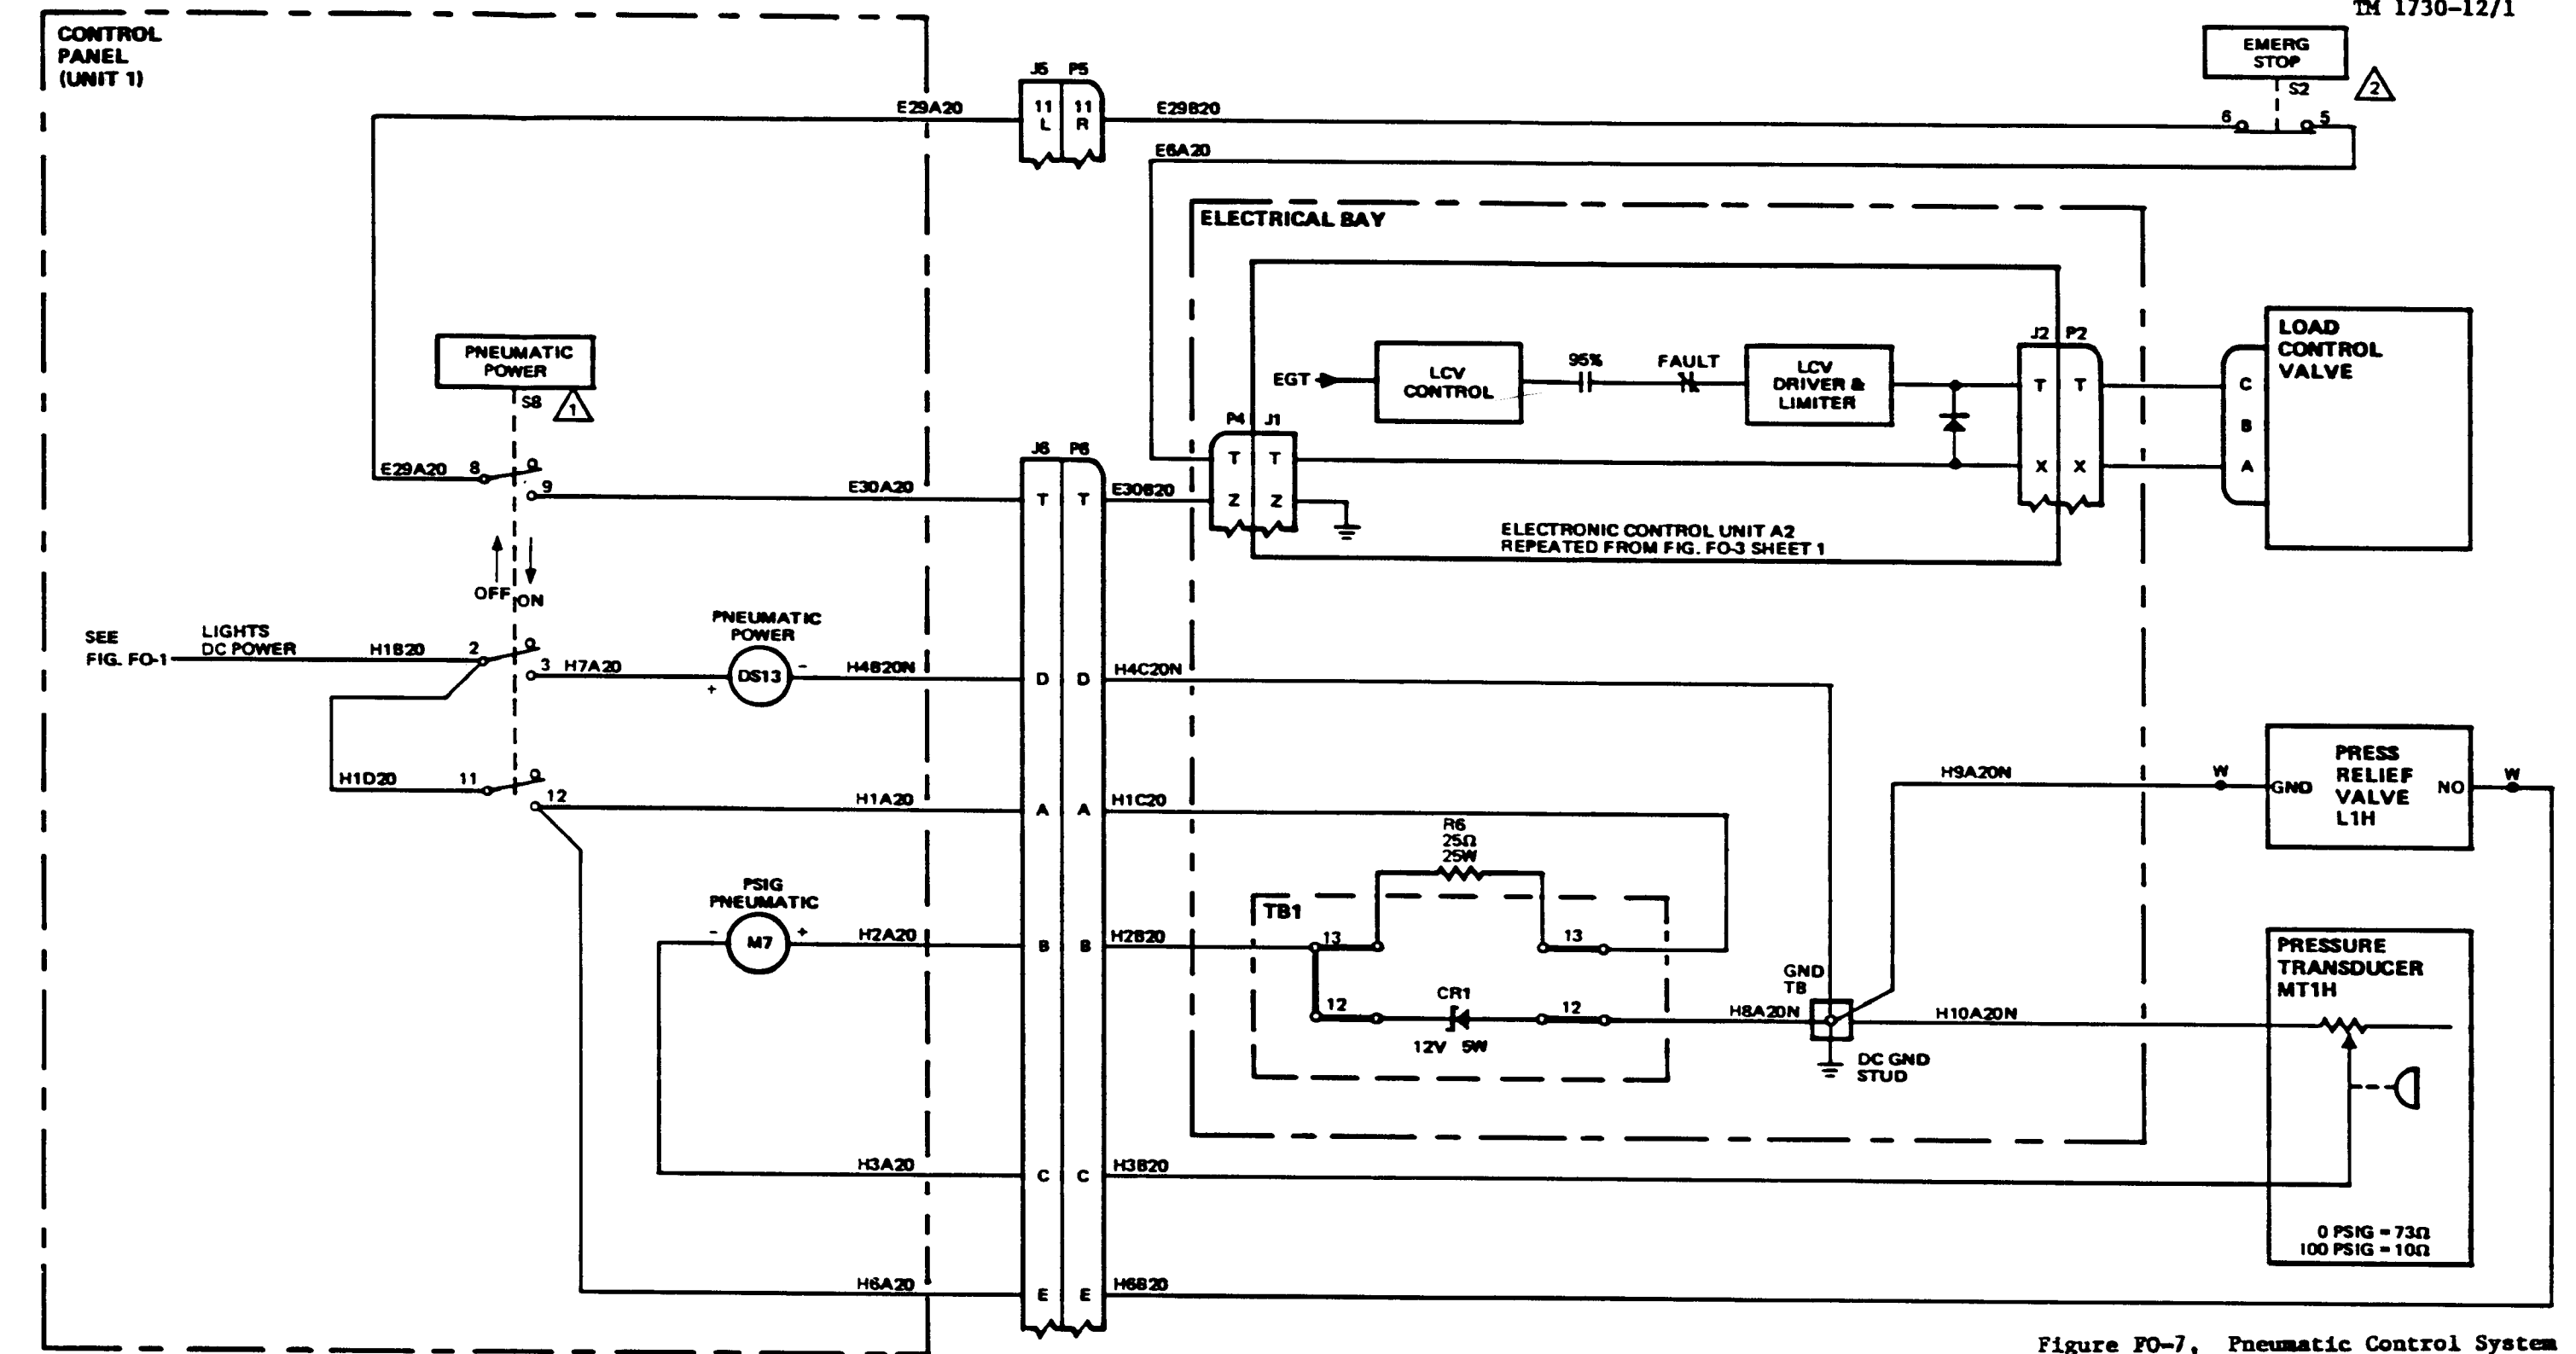 TM 1730-12/1
CONTROL
PANEL
(UNIT 1)
EMERG
STOP
S2
2
J5 P5
E29A20
11 11
L R
E29B20
6 5
E6A20
ELECTRICAL BAY
PNEUMATIC
POWER
S8
1
EGT
LCV
CONTROL
95%
FAULT
LCV
DRIVER &
LIMITER
J2 P2
T T
X X
LOAD
CONTROL
VALVE
C
B
A
P4 J1
T T
Z Z
J6 P6
E29A20 8
9
E30A20
T T
E30B20
ELECTRONIC CONTROL UNIT A2
REPEATED FROM FIG. FO-3 SHEET 1
OFF ON
SEE
FIG. FO-1
LIGHTS
DC POWER
H1B20
2
3 H7A20
PNEUMATIC
POWER
+ DS13 -
H4B20N
D D
H4C20N
H1D20
11
12
H1A20
A A
H1C20
H9A20N
W
GND
PRESS
RELIEF
VALVE
L1H
NO
W
R6
25Ω
25W
PSIG
PNEUMATIC
- M7 +
H2A20
B B
H2B20
TB1
13 13
12 12
CR1
12V 5W
H8A20N
GND
TB
H10A20N
DC GND
STUD
PRESSURE
TRANSDUCER
MT1H
0 PSIG = 73Ω
100 PSIG = 10Ω
H3A20
C C
H3B20
H6A20
E E
H6B20
Figure FO-7, Pneumatic Control System